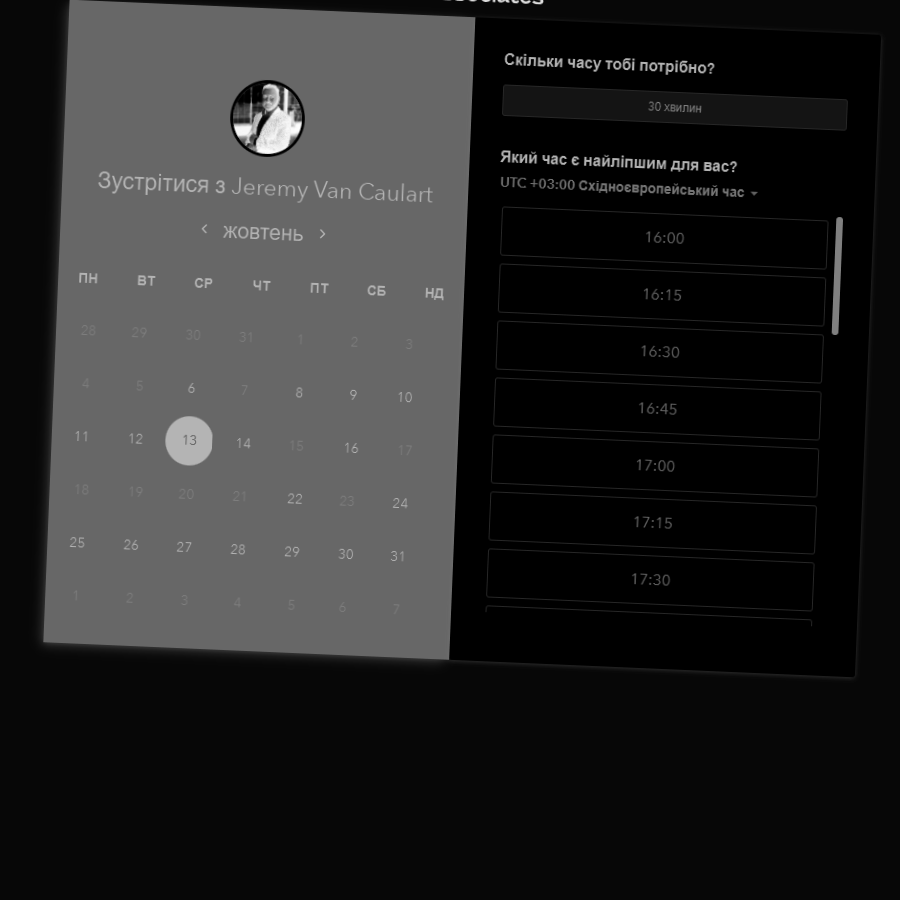 Зустрітися з Jeremy Van Caulart
жовтень
ПН ВТ СР ЧТ ПТ СБ НД
28 29 30 31 1 2 3
4 5 6 7 8 9 10
11 12 13 14 15 16 17
18 19 20 21 22 23 24
25 26 27 28 29 30 31
1 2 3 4 5 6 7
Скільки часу тобі потрібно?
30 хвилин
Який час є найліпшим для вас?
UTC +03:00 Східноєвропейський час
16:00
16:15
16:30
16:45
17:00
17:15
17:30